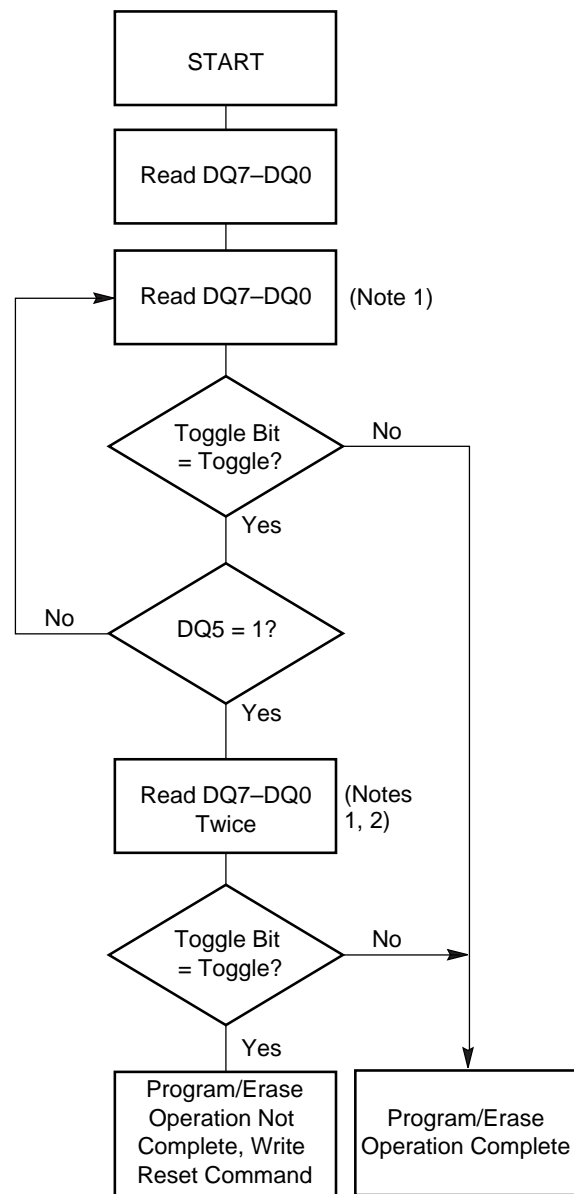 START
Read DQ7–DQ0
Read DQ7–DQ0
(Note 1)
Toggle Bit
= Toggle?
No
Yes
No
DQ5 = 1?
Yes
Read DQ7–DQ0
Twice
(Notes
1, 2)
Toggle Bit
= Toggle?
No
Yes
Program/Erase
Operation Not
Complete, Write
Reset Command
Program/Erase
Operation Complete